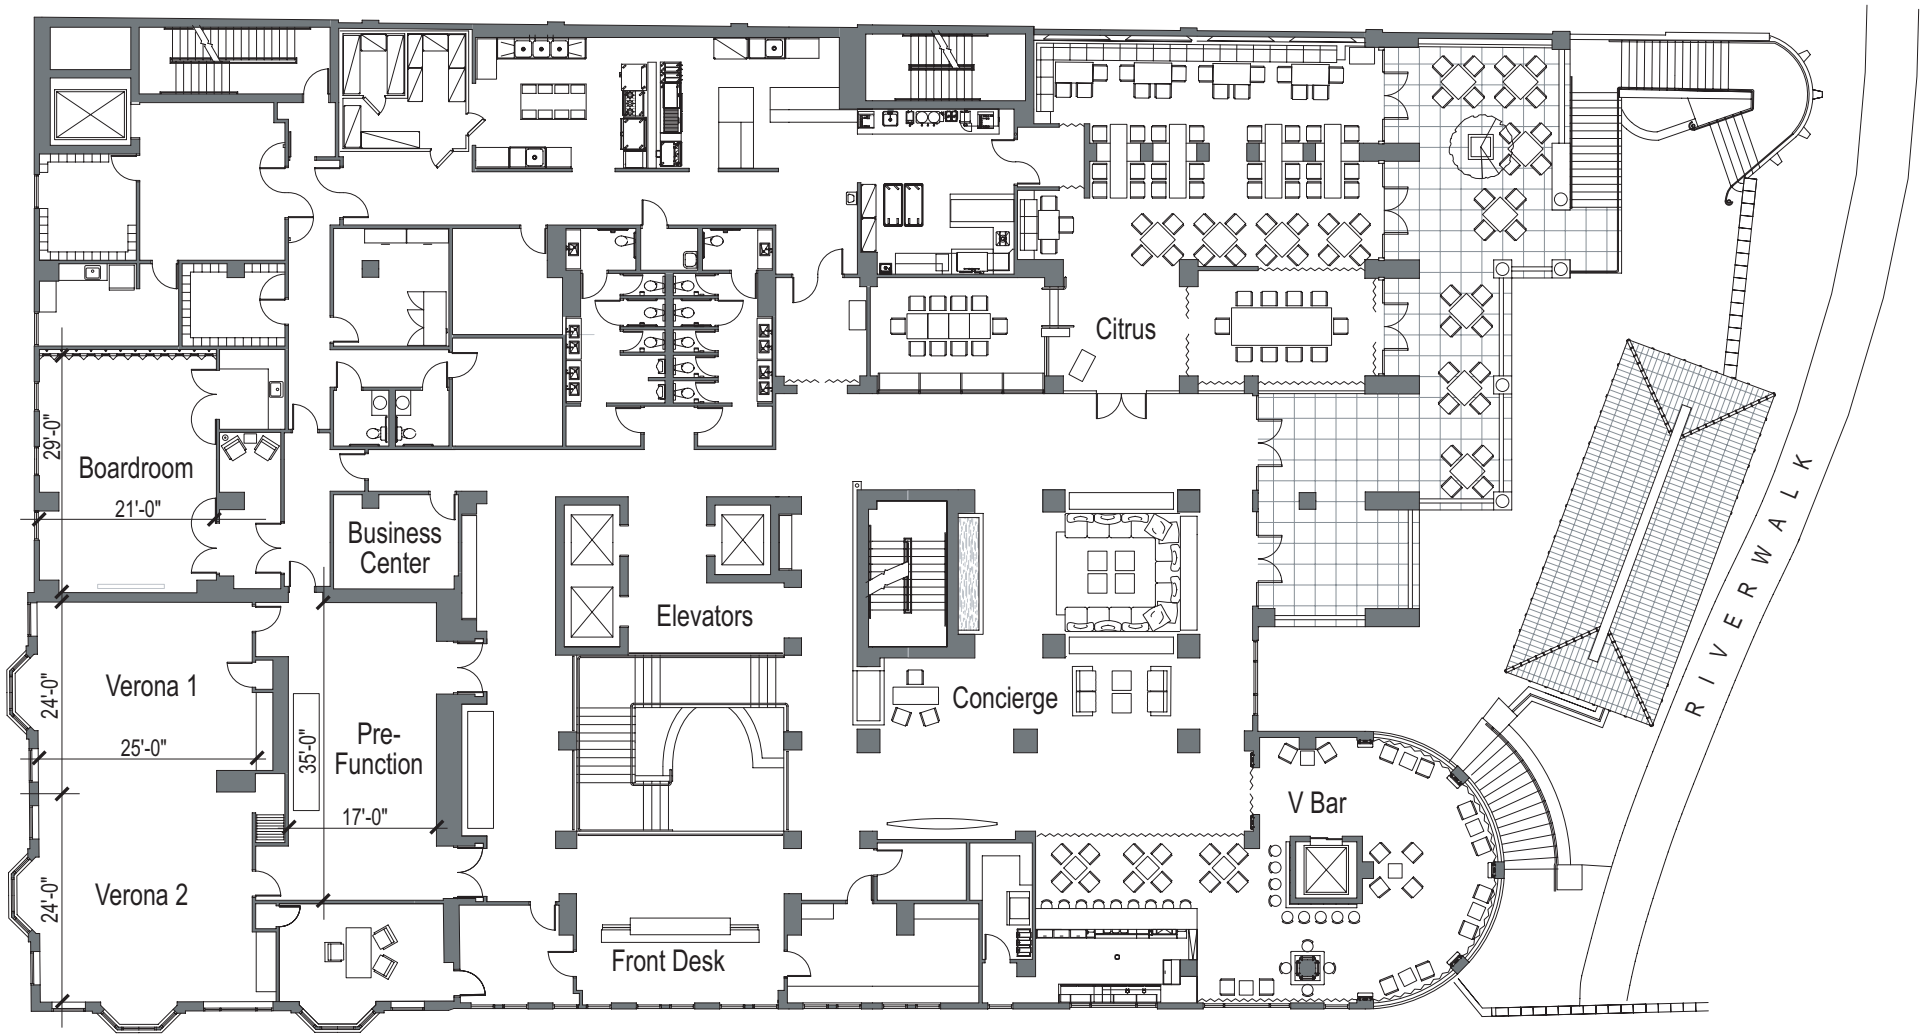 Citrus
29'-0"
Boardroom
21'-0"
Business
Center
Elevators
RIVERWALK
Verona 1
24'-0"
25'-0"
35'-0"
Pre-
Function
17'-0"
Concierge
V Bar
Verona 2
24'-0"
Front Desk